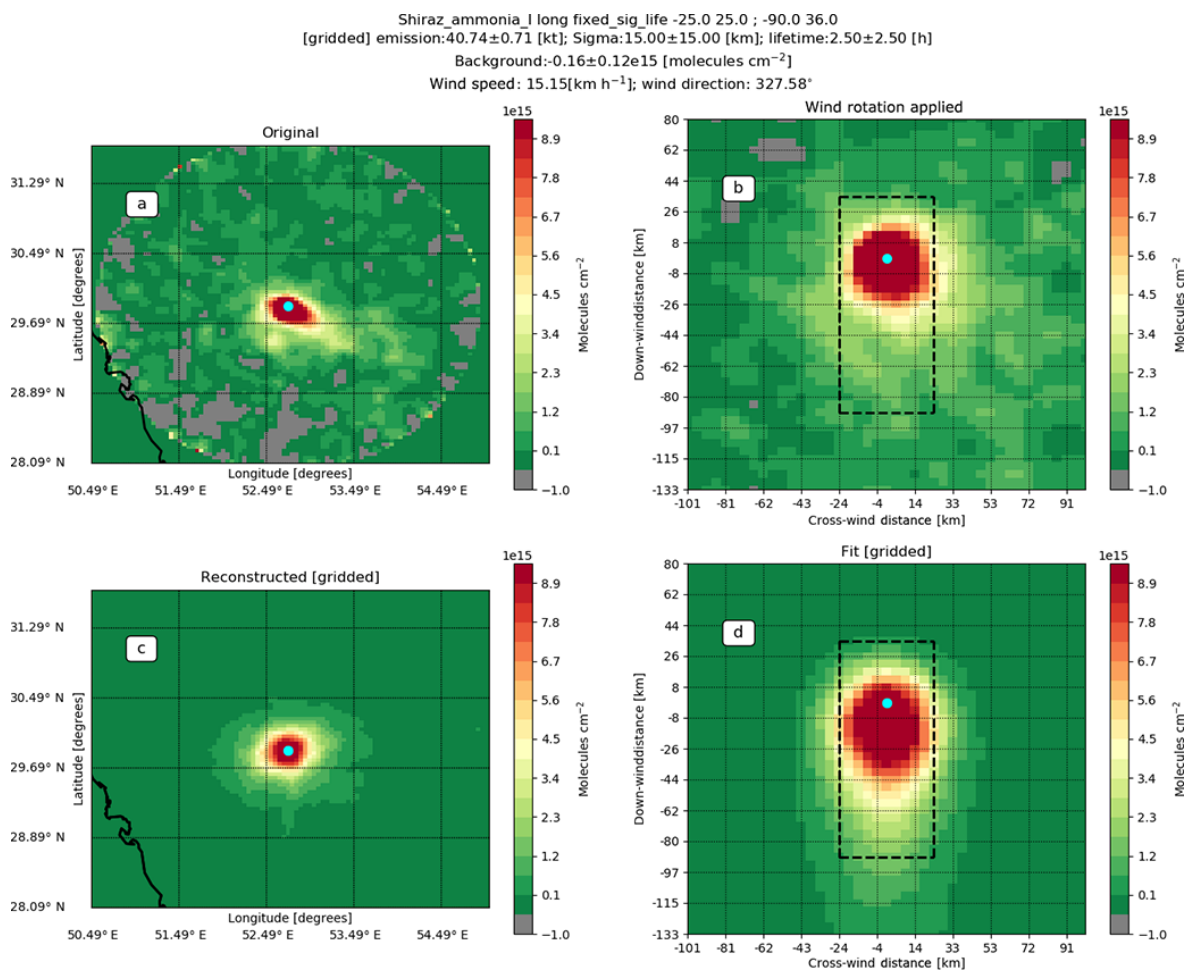 Shiraz_ammonia_l long fixed_sig_life -25.0 25.0 ; -90.0 36.0
[gridded] emission:40.74±0.71 [kt]; Sigma:15.00±15.00 [km]; lifetime:2.50±2.50 [h]
Background:-0.16±0.12e15 [molecules cm⁻²]
Wind speed: 15.15[km h⁻¹]; wind direction: 327.58°
Original
1e15
31.29° N
30.49° N
29.69° N
28.89° N
28.09° N
Latitude [degrees]
a
50.49° E 51.49° E 52.49° E 53.49° E 54.49° E
Longitude [degrees]
8.9
7.8
6.7
5.6
4.5
3.4
2.3
1.2
0.1
−1.0
Molecules cm⁻²
Wind rotation applied
1e15
80
62
44
26
8
-8
-26
-44
-62
-80
-97
-115
-133
Down-winddistance [km]
b
-101 -81 -62 -43 -24 -4 14 33 53 72 91
Cross-wind distance [km]
8.9
7.8
6.7
5.6
4.5
3.4
2.3
1.2
0.1
−1.0
Molecules cm⁻²
Reconstructed [gridded]
1e15
31.29° N
30.49° N
29.69° N
28.89° N
28.09° N
Latitude [degrees]
c
Longitude [degrees]
50.49° E 51.49° E 52.49° E 53.49° E 54.49° E
8.9
7.8
6.7
5.6
4.5
3.4
2.3
1.2
0.1
−1.0
Molecules cm⁻²
Fit [gridded]
1e15
80
62
44
26
8
-8
-26
-44
-62
-80
-97
-115
-133
Down-winddistance [km]
d
-101 -81 -62 -43 -24 -4 14 33 53 72 91
Cross-wind distance [km]
8.9
7.8
6.7
5.6
4.5
3.4
2.3
1.2
0.1
−1.0
Molecules cm⁻²